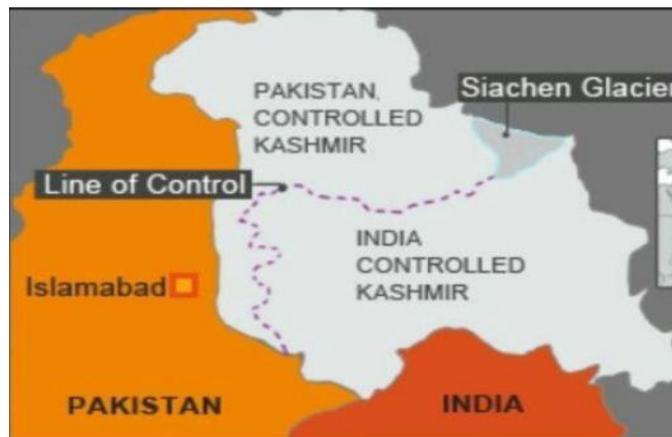 PAKISTAN,
CONTROLLED
KASHMIR
Siachen Glacier
Line of Control
INDIA
CONTROLLED
KASHMIR
Islamabad
PAKISTAN
INDIA